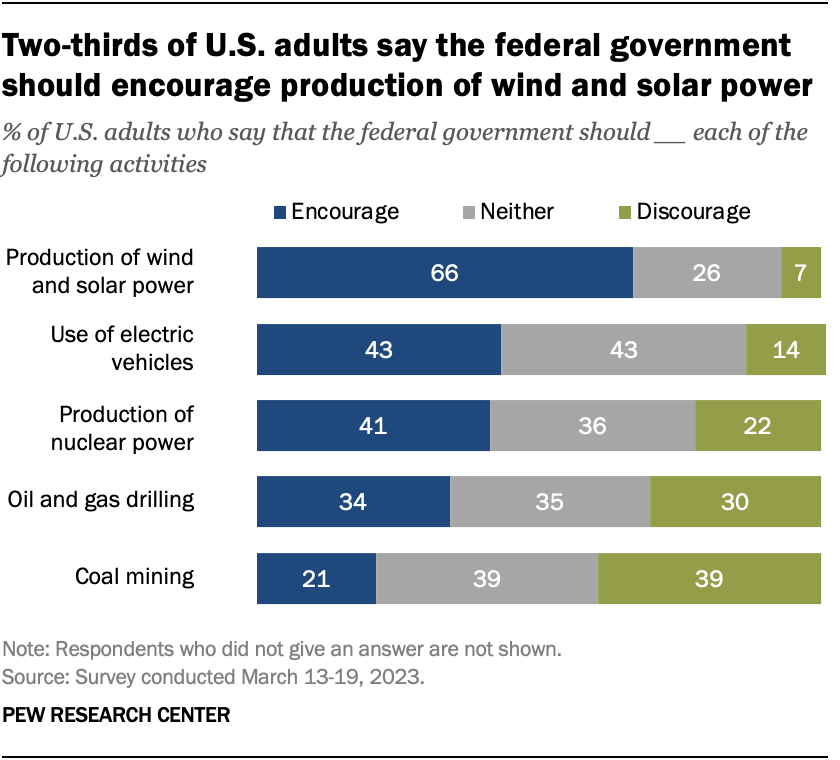 Two-thirds of U.S. adults say the federal government
should encourage production of wind and solar power
% of U.S. adults who say that the federal government should __ each of the
following activities
Encourage Neither Discourage
Production of wind
and solar power
66 26 7
Use of electric
vehicles
43 43 14
Production of
nuclear power
41 36 22
Oil and gas drilling 34 35 30
Coal mining 21 39 39
Note: Respondents who did not give an answer are not shown.
Source: Survey conducted March 13-19, 2023.
PEW RESEARCH CENTER